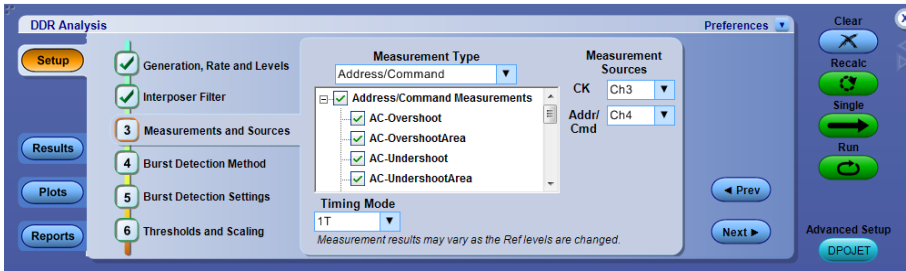 DDR Analysis
Preferences
Clear
Setup
Results
Plots
Reports
Generation, Rate and Levels
Interposer Filter
3 Measurements and Sources
4 Burst Detection Method
5 Burst Detection Settings
6 Thresholds and Scaling
Measurement Type
Address/Command
Address/Command Measurements
AC-Overshoot
AC-OvershootArea
AC-Undershoot
AC-UndershootArea
Timing Mode
1T
Measurement results may vary as the Ref levels are changed.
Measurement
Sources
CK Ch3
Addr/ Ch4
Cmd
Prev
Next
Recalc
Single
Run
Advanced Setup
DPOJET